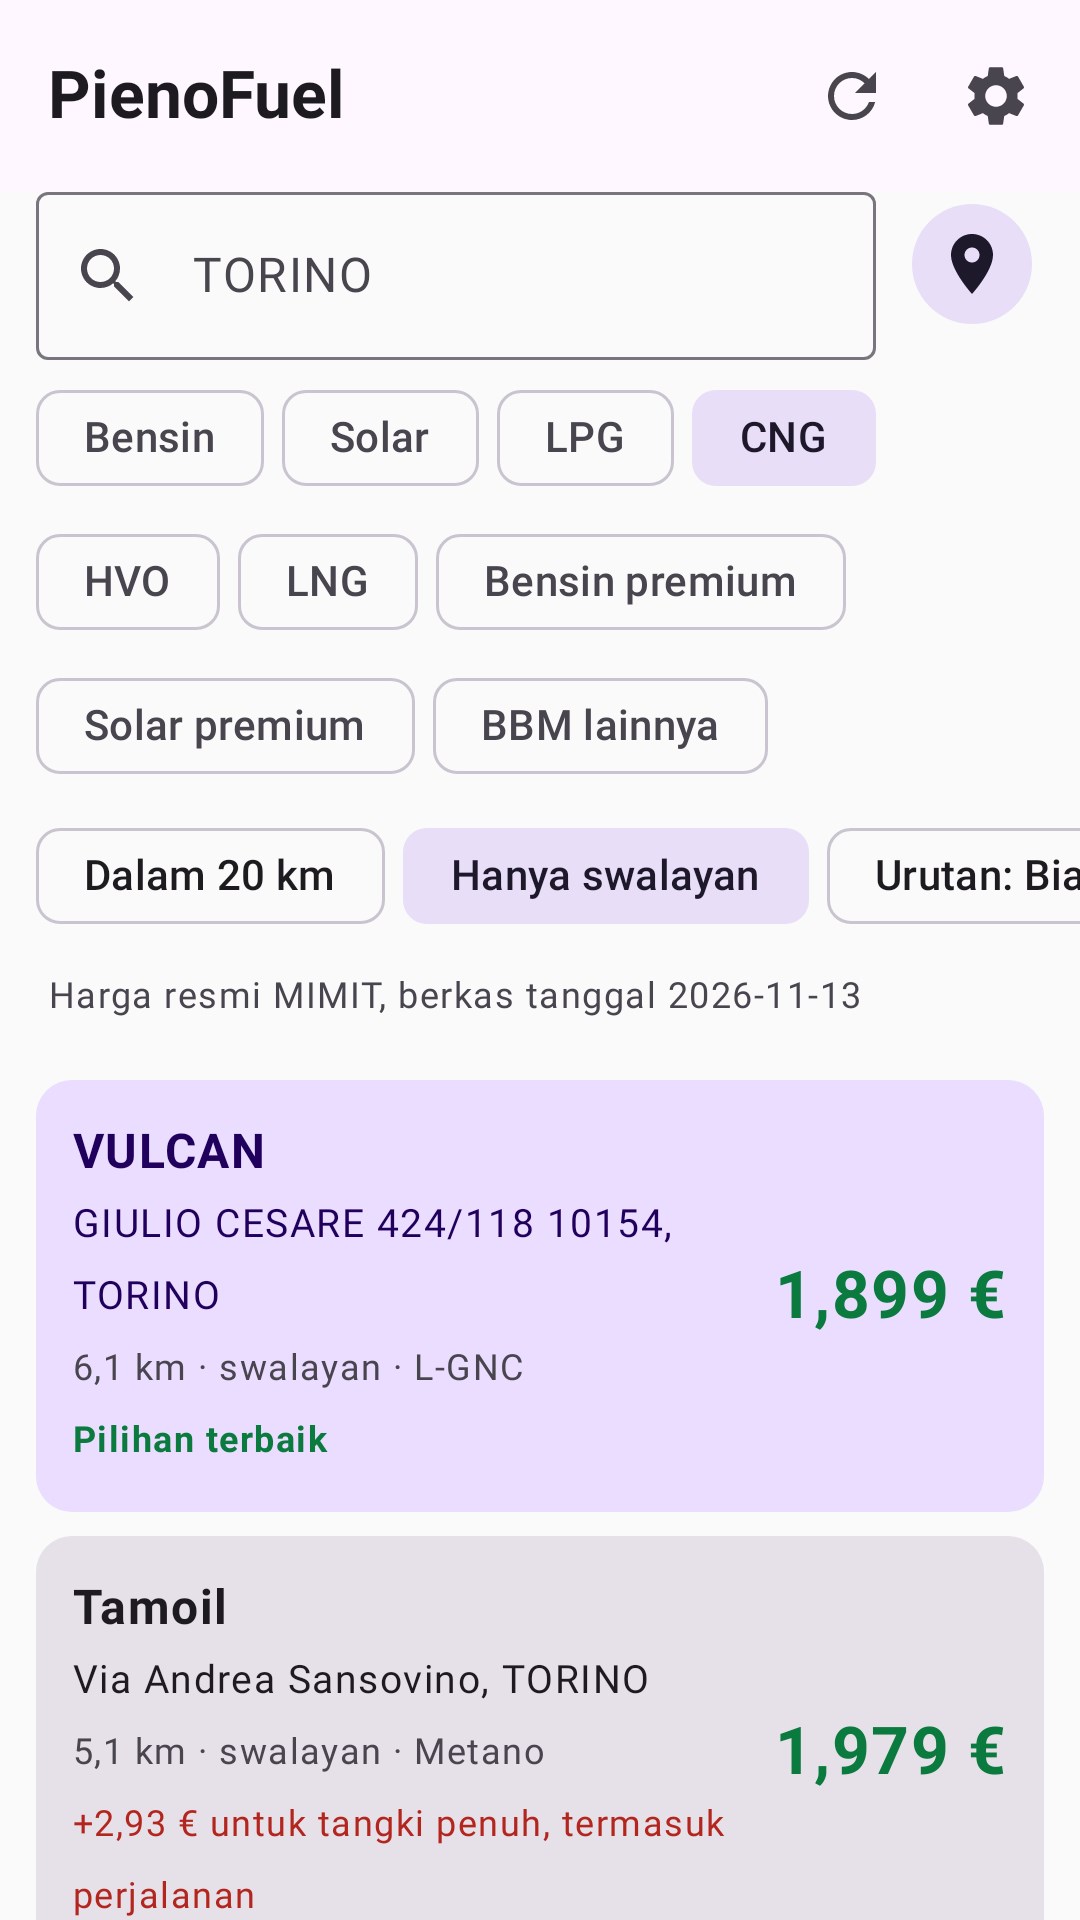 PienoFuel
TORINO
Bensin
Solar
LPG
CNG
HVO
LNG
Bensin premium
Solar premium
BBM lainnya
Dalam 20 km
Hanya swalayan
Urutan: Bia
Harga resmi MIMIT, berkas tanggal 2026-11-13
VULCAN
GIULIO CESARE 424/118 10154,
TORINO
6,1 km · swalayan · L-GNC
Pilihan terbaik
1,899 €
Tamoil
Via Andrea Sansovino, TORINO
5,1 km · swalayan · Metano
+2,93 € untuk tangki penuh, termasuk
perjalanan
1,979 €